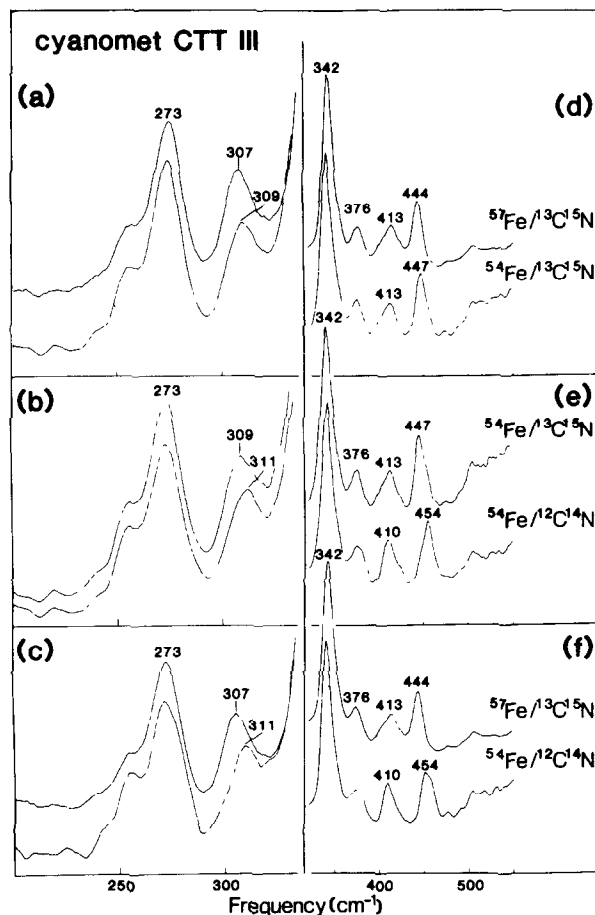 cyanomet CTT III
(a)
273
307
309
342
(d)
376
413
444
57Fe/13C15N
447
413
54Fe/13C15N
(b)
273
309
311
342
(e)
376
413
447
54Fe/13C15N
410
454
54Fe/12C14N
(c)
273
307
311
342
(f)
376
413
444
57Fe/13C15N
410
454
54Fe/12C14N
250
300
400
500
Frequency(cm-1)